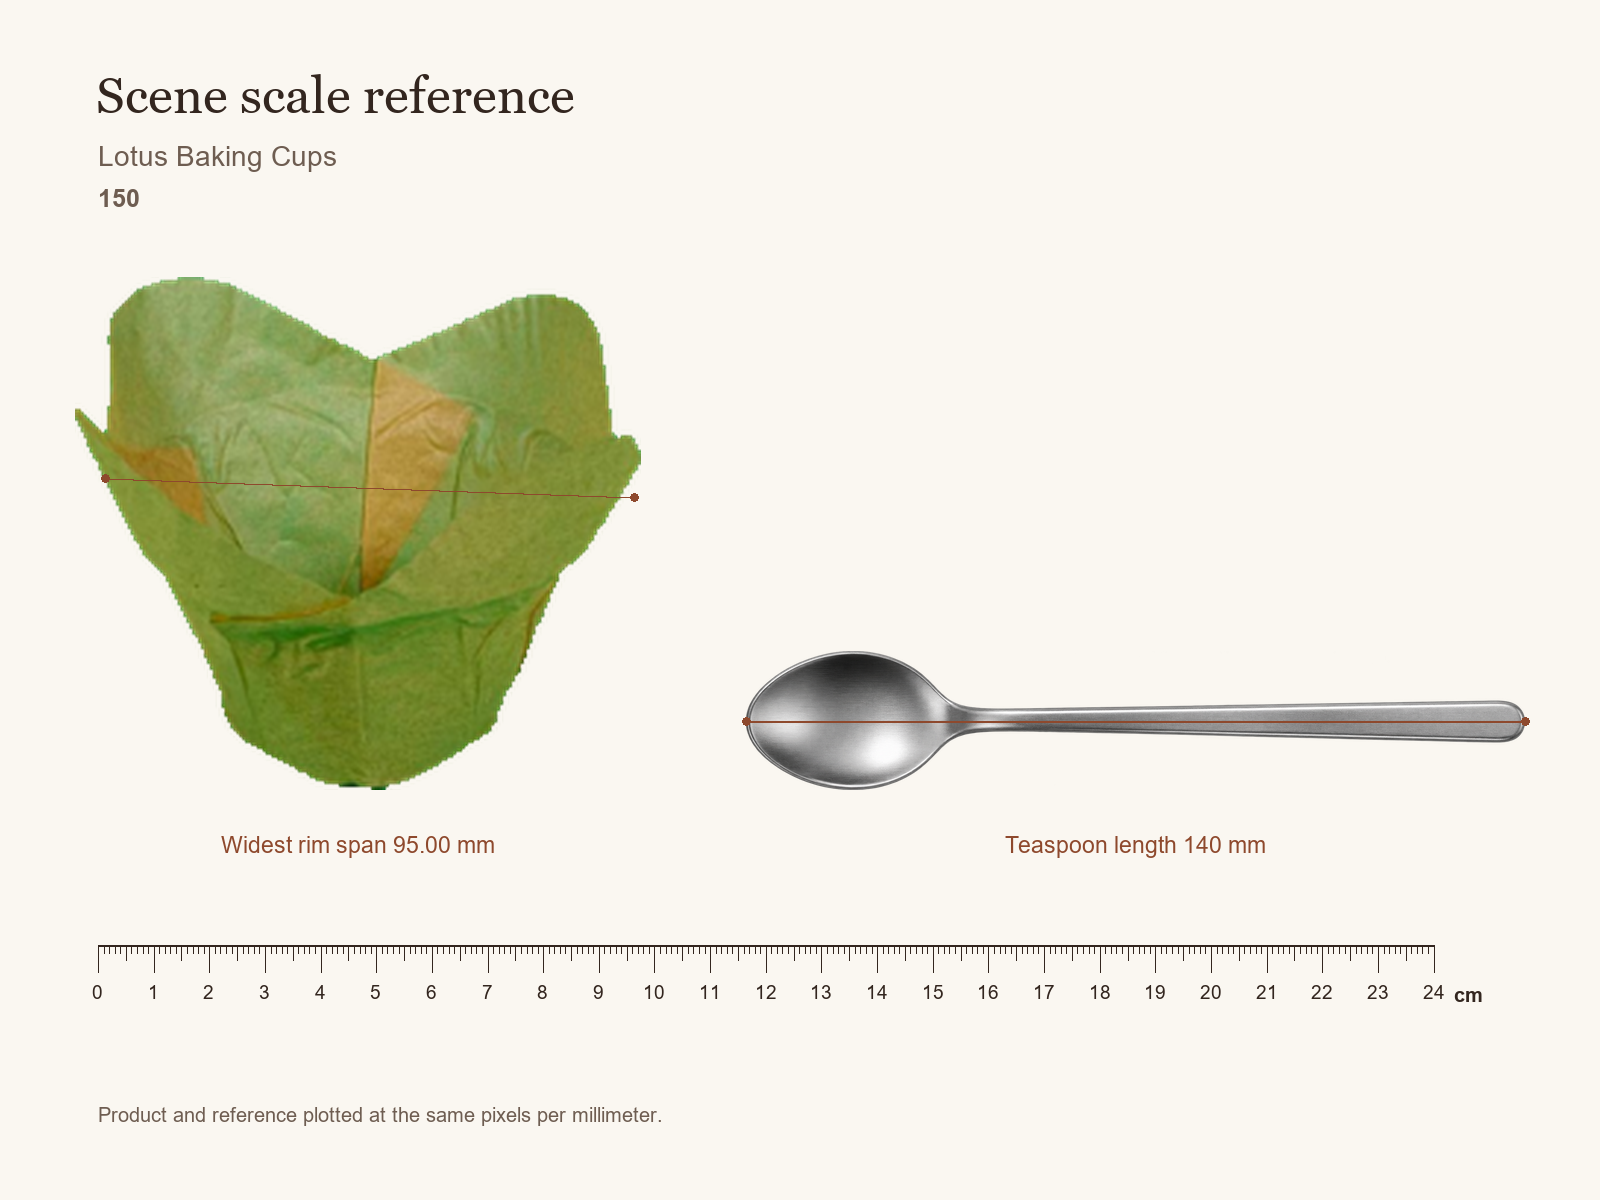 Scene scale reference
Lotus Baking Cups
150
Widest rim span 95.00 mm
Teaspoon length 140 mm
0 1 2 3 4 5 6 7 8 9 10 11 12 13 14 15 16 17 18 19 20 21 22 23 24 cm
Product and reference plotted at the same pixels per millimeter.